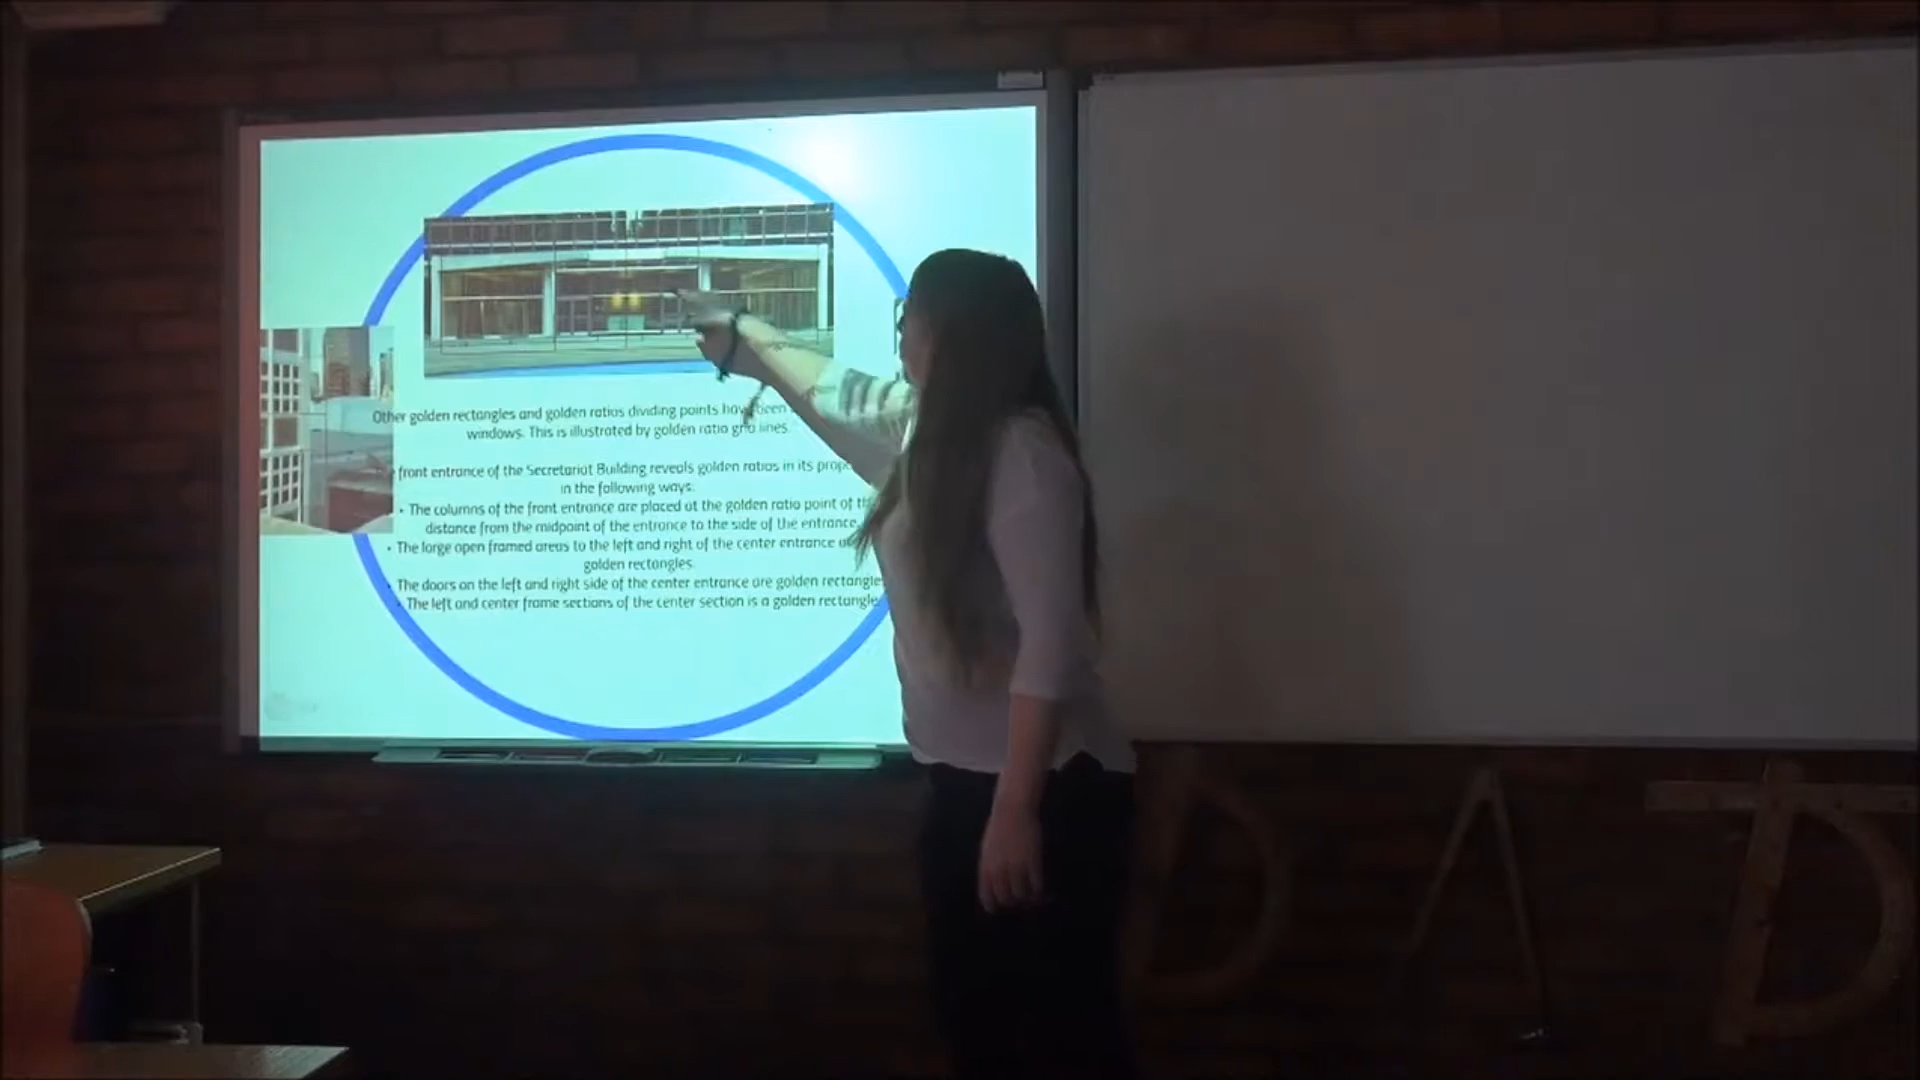 Other golden rectangles and golden ratios dividing points have been
windows. This is illustrated by golden ratio grid lines.
front entrance of the Secretariat Building reveals golden ratios in its
in the following ways:
• The columns of the front entrance are placed at the golden ratio point of
distance from the midpoint of the entrance to the side of the entrance.
• The large open framed areas to the left and right of the center entrance
golden rectangles.
• The doors on the left and right side of the center entrance are golden rectangle
• The left and center frame sections of the center section is a golden rectangle
D A D